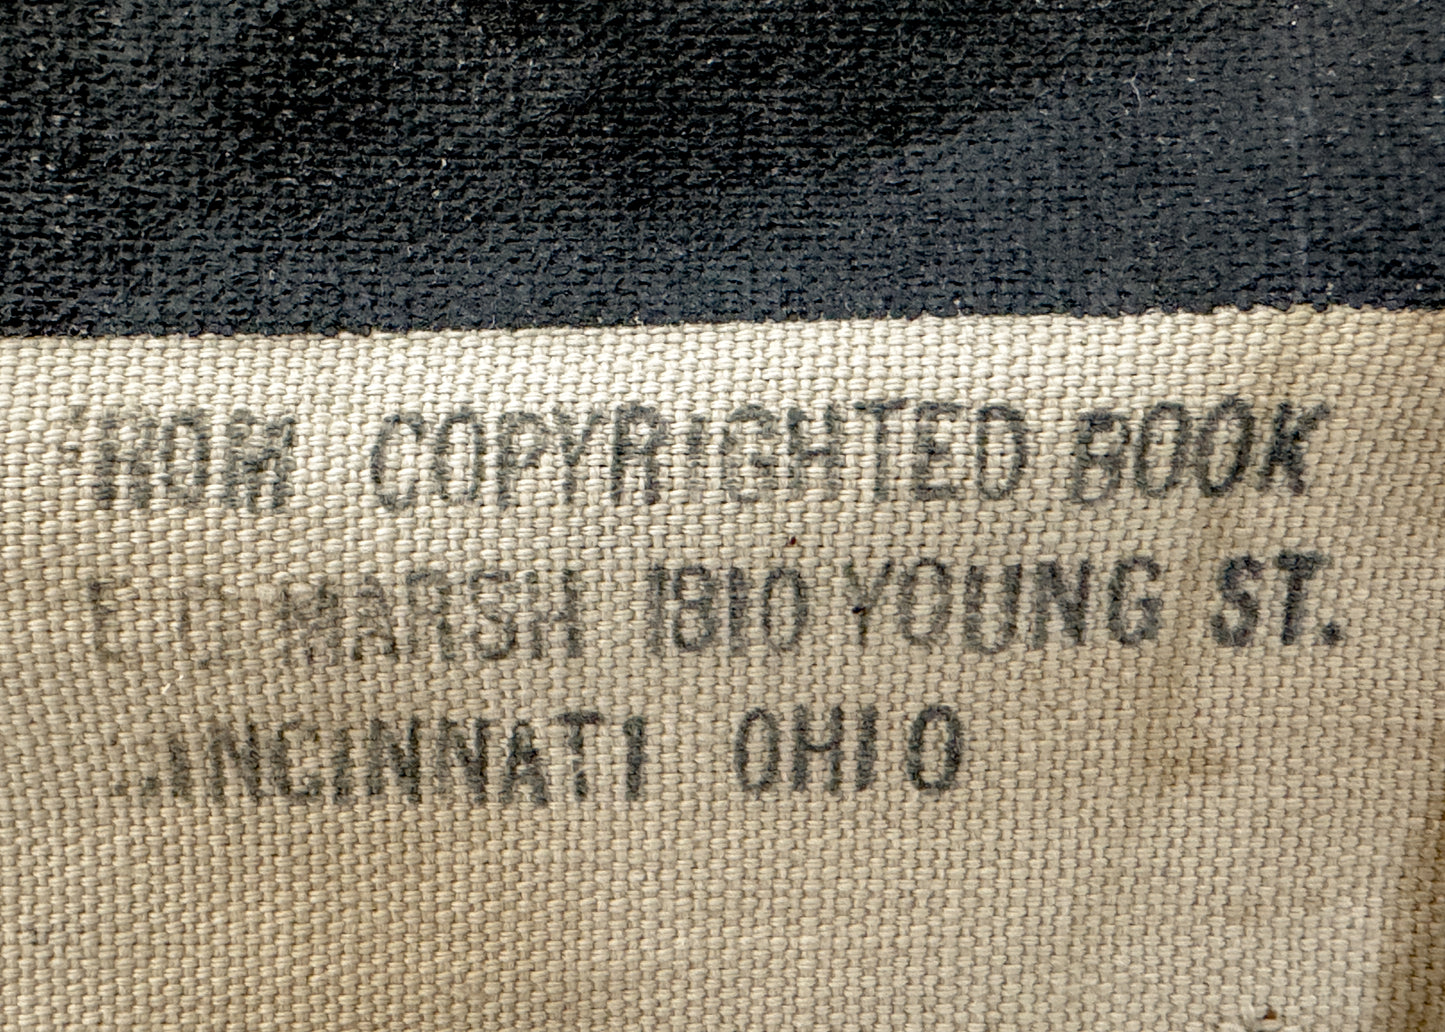 FROM COPYRIGHTED BOOK
MARSH 1810 YOUNG ST.
CINCINNATI OHIO